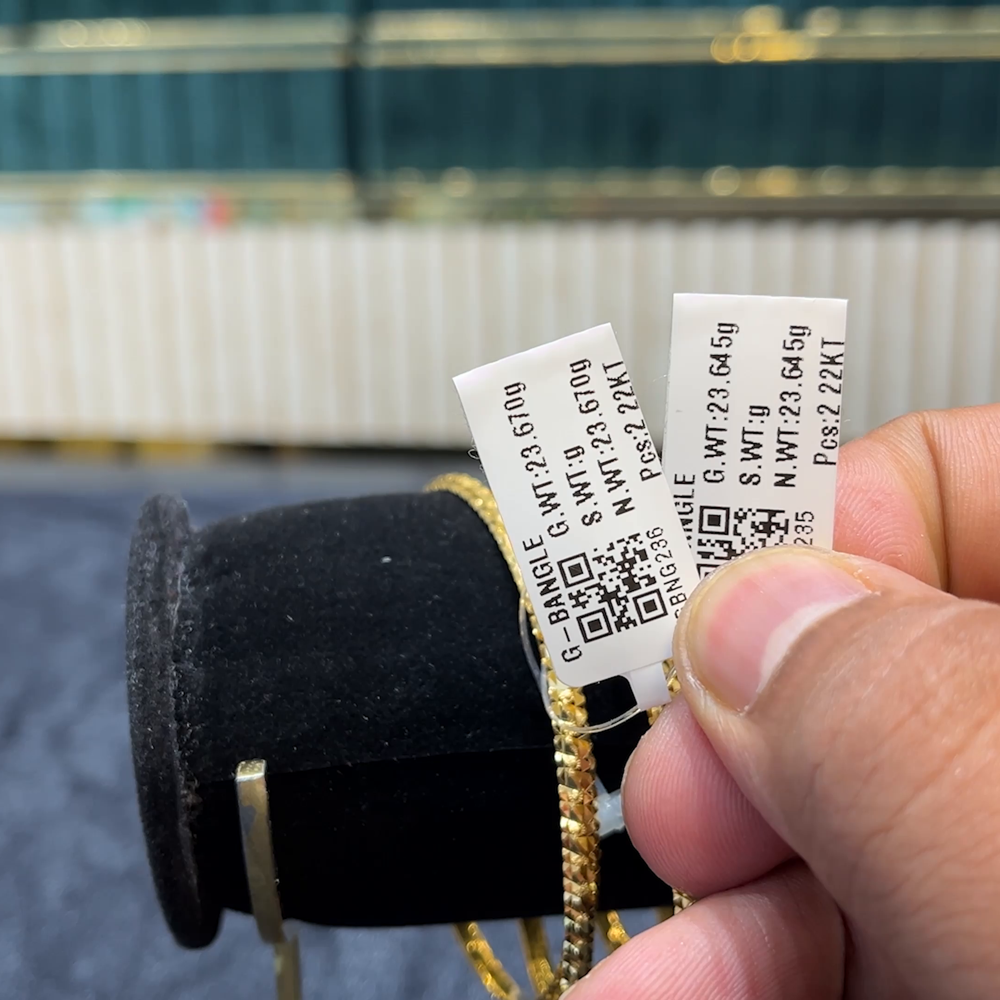 G-BANGLE
G.WT:23.670g
S.WT:g
N.WT:23.670g
Pcs:2 22KT
BNG236
NGLE
G.WT:23.645g
S.WT:g
N.WT:23.645g
Pcs:2 22KT
235